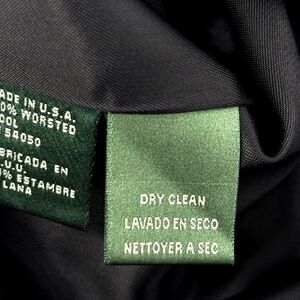 ADE IN U.S.A.
0% WORSTED
OOL
54050
BRICADA EN
.U.U.
% ESTAMBRE
LANA
DRY CLEAN
LAVADO EN SECO
NETTOYER A SEC